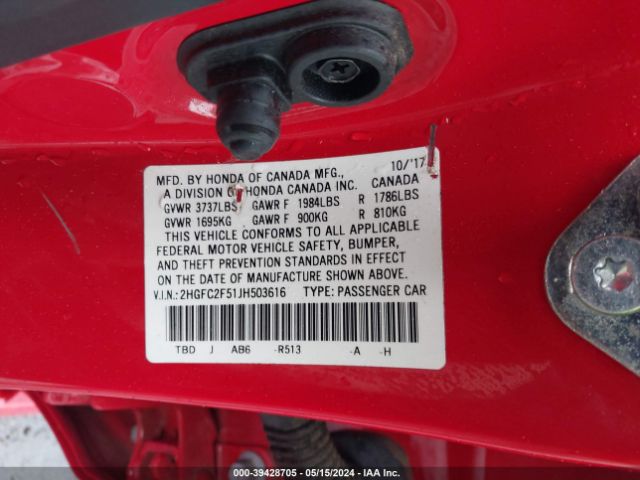 MFD. BY HONDA OF CANADA MFG., 10/'17
A DIVISION OF HONDA CANADA INC. CANADA
GVWR 3737LBS GAWR F 1984LBS R 1786LBS
GVWR 1695KG GAWR F 900KG R 810KG
THIS VEHICLE CONFORMS TO ALL APPLICABLE
FEDERAL MOTOR VEHICLE SAFETY, BUMPER,
AND THEFT PREVENTION STANDARDS IN EFFECT
ON THE DATE OF MANUFACTURE SHOWN ABOVE.
V.I.N.: 2HGFC2F51JH503616 TYPE: PASSENGER CAR
TBD J AB6 -R513 -A -H
000-39428705 - 05/15/2024 - IAA Inc.